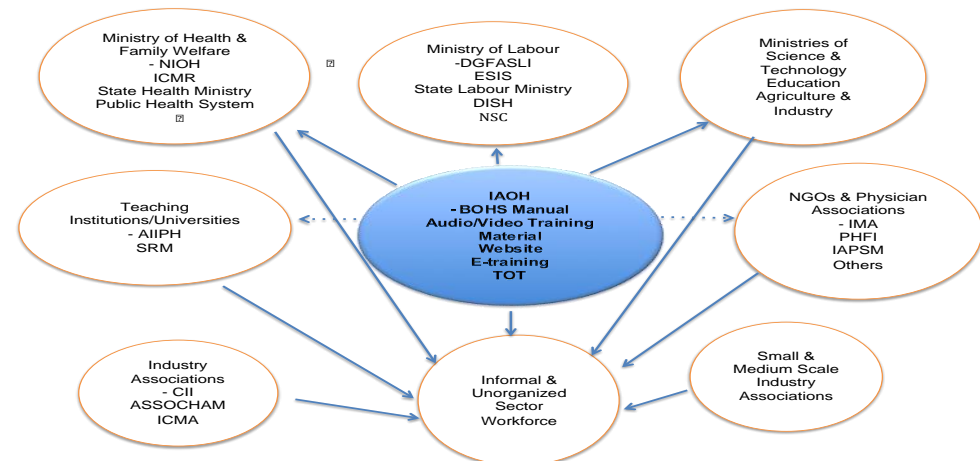 Ministry of Health &
Family Welfare
- NIOH
ICMR
State Health Ministry
Public Health System
Ministry of Labour
-DGFASLI
ESIS
State Labour Ministry
DISH
NSC
Ministries of
Science &
Technology
Education
Agriculture &
Industry
Teaching
Institutions/Universities
- AIIPH
SRM
IAOH
- BOHS Manual
Audio/Video Training
Material
Website
E-training
TOT
NGOs & Physician
Associations
- IMA
PHFI
IAPSM
Others
Industry
Associations
- CII
ASSOCHAM
ICMA
Informal &
Unorganized
Sector
Workforce
Small &
Medium Scale
Industry
Associations